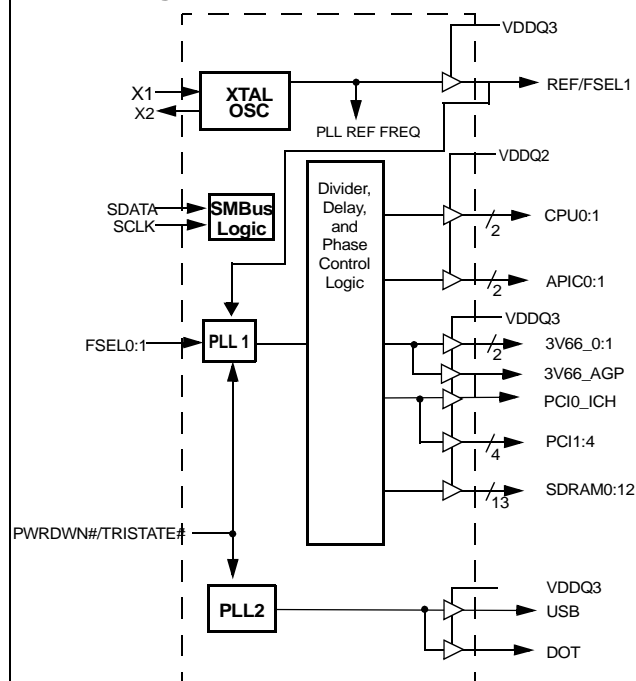 VDDQ3
X1
X2
XTAL
OSC
REF/FSEL1
PLL REF FREQ
VDDQ2
Divider,
Delay,
and
Phase
Control
Logic
SDATA
SCLK
SMBus
Logic
CPU0:1
2
APIC0:1
2
VDDQ3
FSEL0:1
PLL 1
3V66_0:1
2
3V66_AGP
PCI0_ICH
PCI1:4
4
SDRAM0:12
13
PWRDWN#/TRISTATE#
PLL2
VDDQ3
USB
DOT